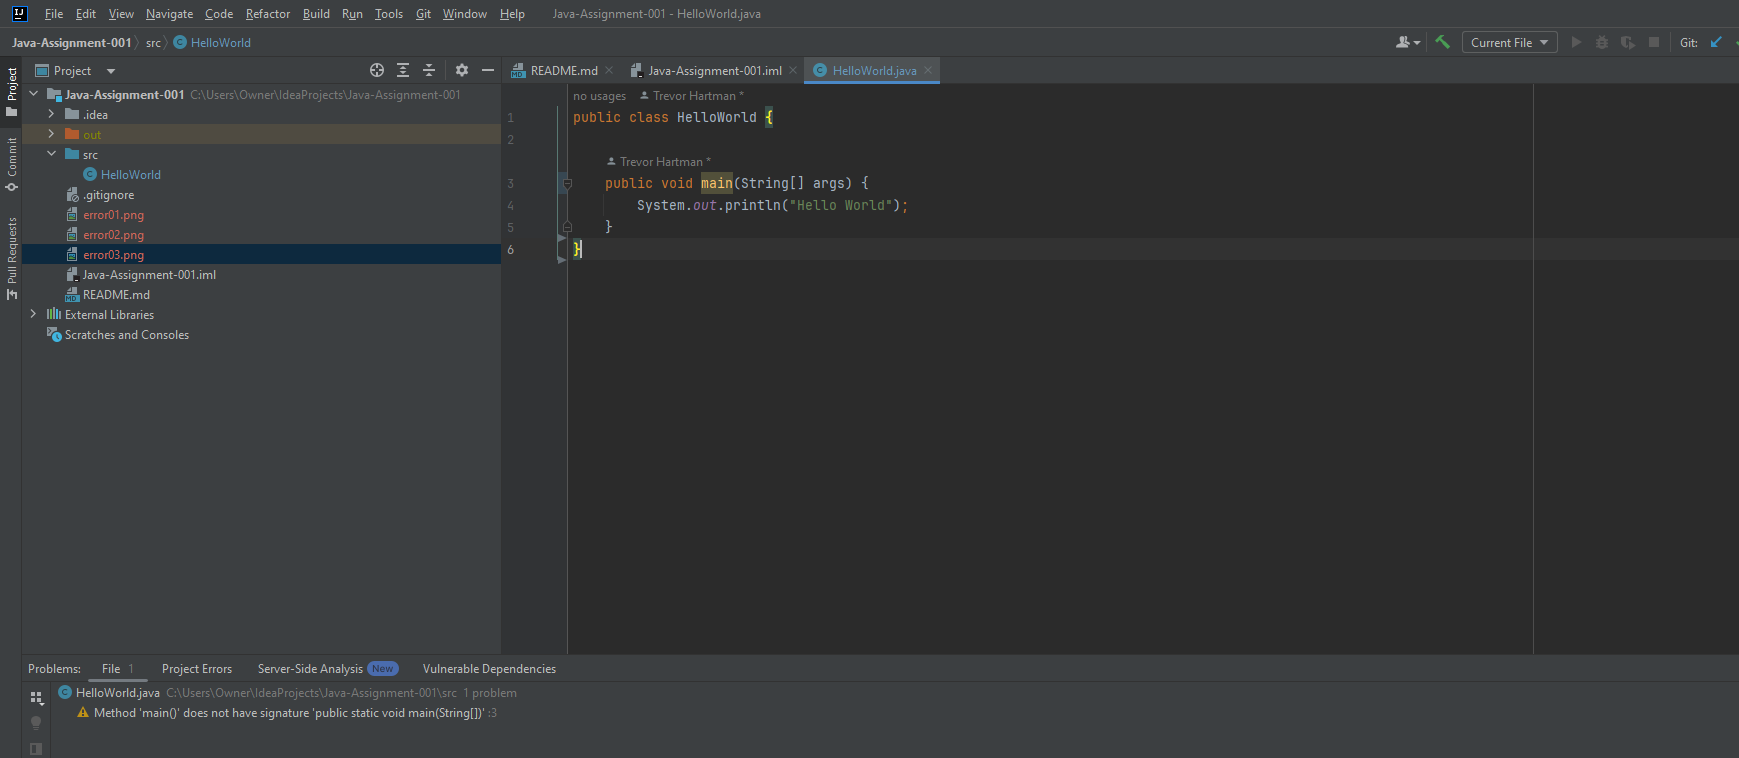 IJ File Edit View Navigate Code Refactor Build Run Tools Git Window Help Java-Assignment-001 - HelloWorld.java
Java-Assignment-001 src C HelloWorld Current File Git:
Project
Commit
Pull Requests
Project
Java-Assignment-001 C:\Users\Owner\IdeaProjects\Java-Assignment-001
.idea
out
src
C HelloWorld
.gitignore
error01.png
error02.png
error03.png
Java-Assignment-001.iml
MD README.md
External Libraries
Scratches and Consoles
MD README.md Java-Assignment-001.iml C HelloWorld.java
no usages Trevor Hartman *
1 public class HelloWorld {
2
Trevor Hartman *
3 public void main(String[] args) {
4 System.out.println("Hello World");
5 }
6 }
Problems: File 1 Project Errors Server-Side Analysis New Vulnerable Dependencies
C HelloWorld.java C:\Users\Owner\IdeaProjects\Java-Assignment-001\src 1 problem
Method 'main()' does not have signature 'public static void main(String[])' :3